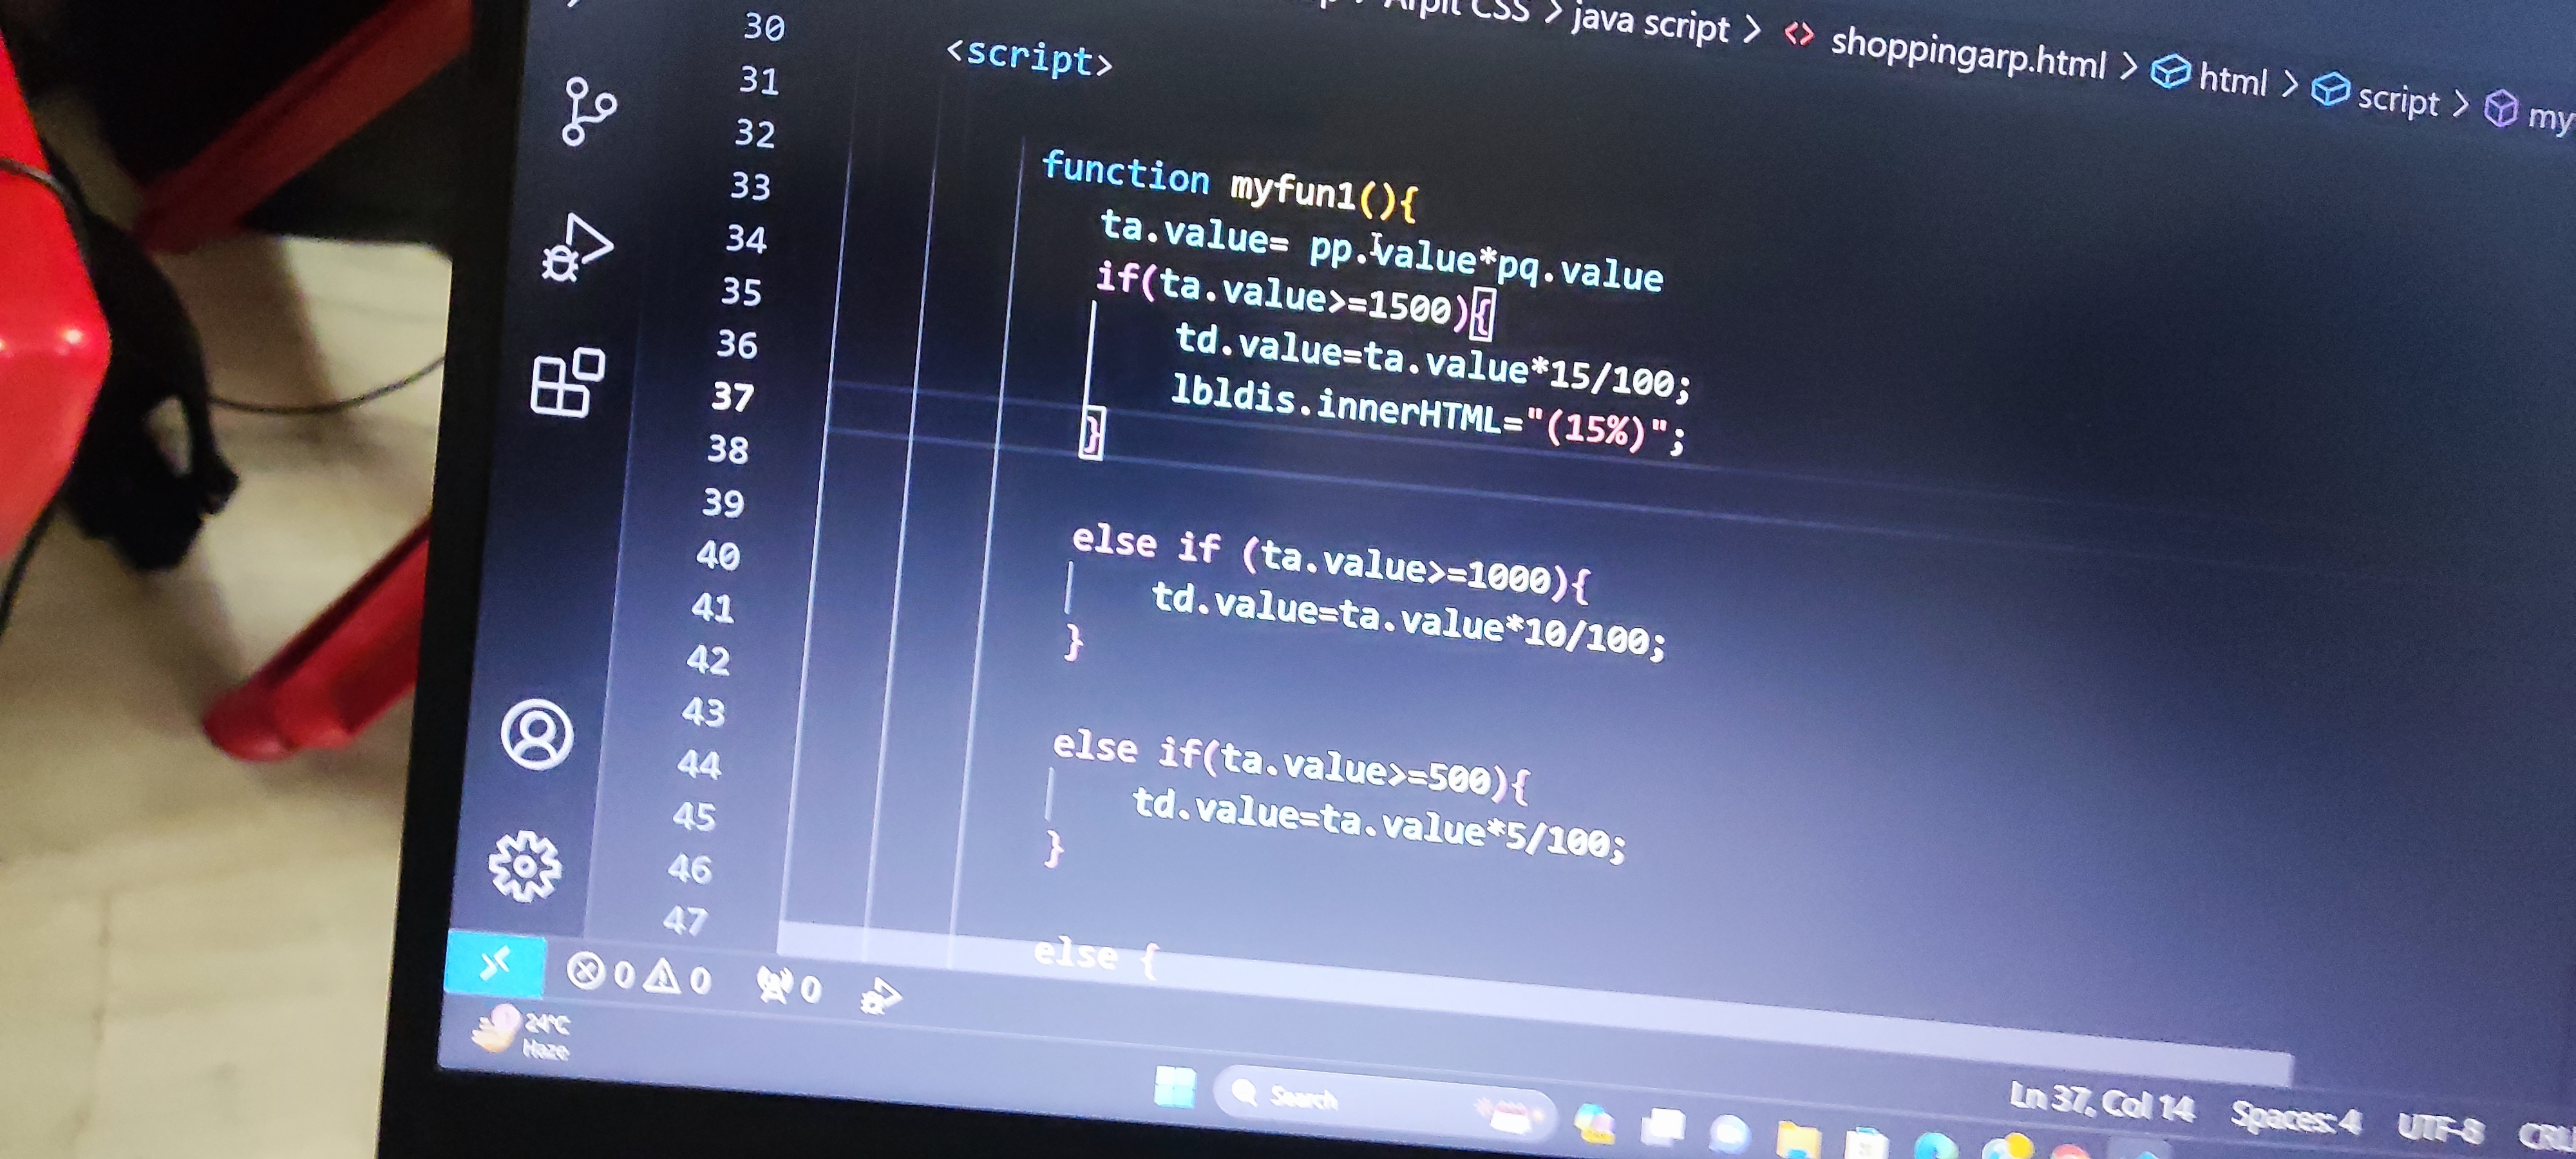 Arpit CSS > java script > <> shoppingarp.html > html > script > my
30
<script>
31
32
function myfun1(){
33
ta.value= pp.value*pq.value
34
if(ta.value>=1500){
35
td.value=ta.value*15/100;
36
lbldis.innerHTML="(15%)";
37
}
38
39
else if (ta.value>=1000){
40
td.value=ta.value*10/100;
41
}
42
43
else if(ta.value>=500){
44
td.value=ta.value*5/100;
45
}
46
47
else {
0 0 0
24°C
Haze
Search
Ln 37, Col 14 Spaces: 4 UTF-8